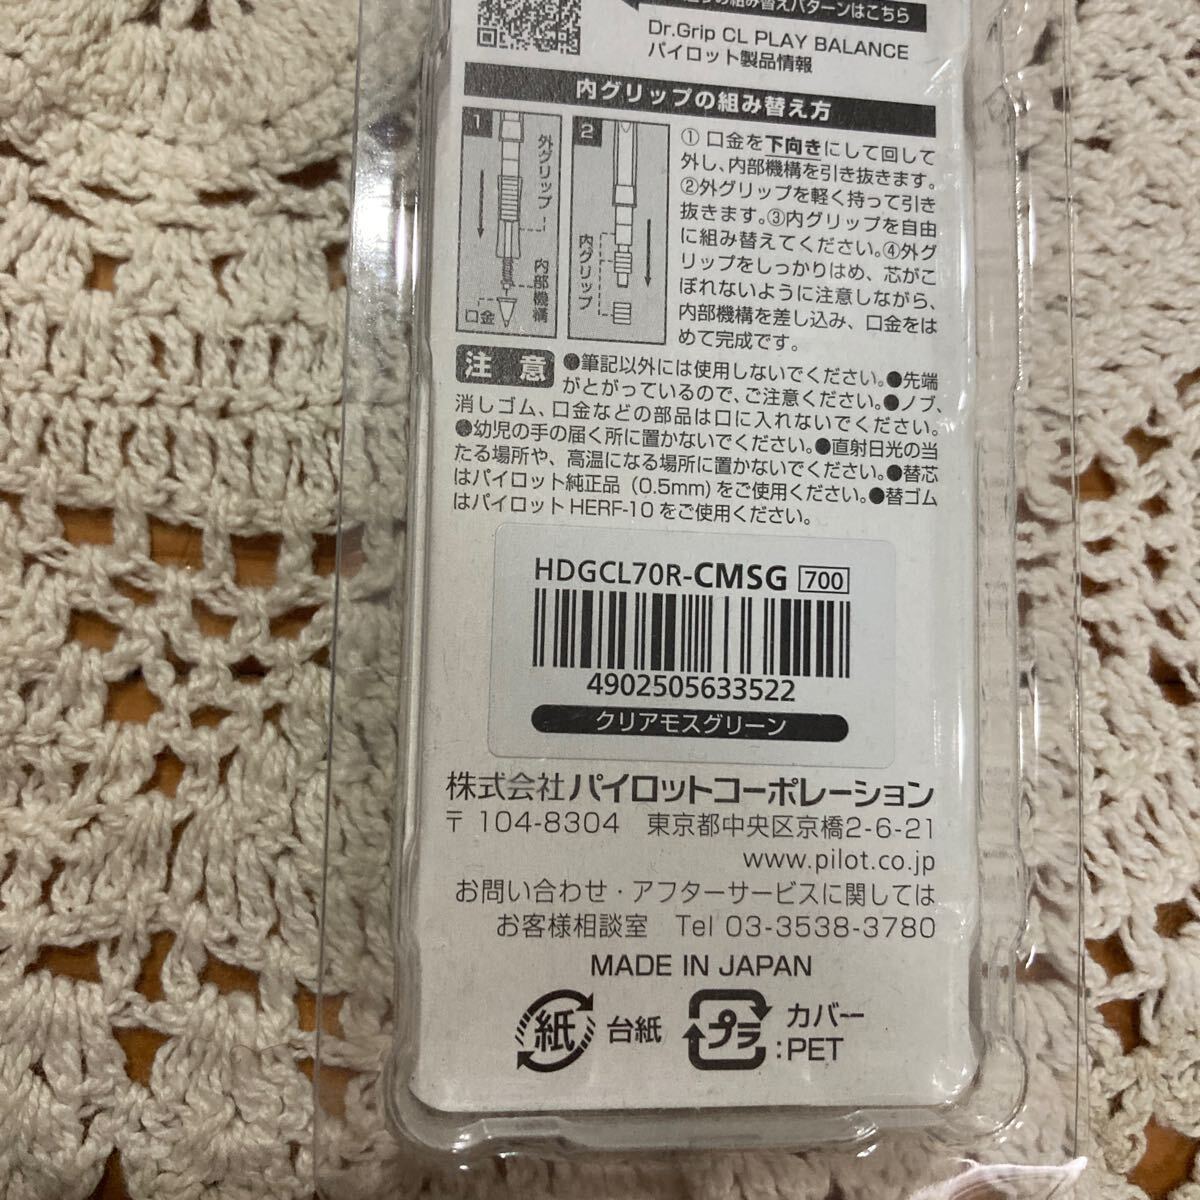 の組み替えパターンはこちら
Dr.Grip CL PLAY BALANCE
パイロット製品情報
内グリップの組み替え方
1
外グリップ
内部機構
口金
2
内グリップ
①口金を下向きにして回して
外し、内部機構を引き抜きます。
②外グリップを軽く持って引き
抜きます。③内グリップを自由
に組み替えてください。④外グ
リップをしっかりはめ、芯がこ
ぼれないように注意しながら、
内部機構を差し込み、口金をは
めて完成です。
注意
●筆記以外には使用しないでください。●先端
がとがっているので、ご注意ください。●ノブ、
消しゴム、口金などの部品は口に入れないでください。
●幼児の手の届く所に置かないでください。●直射日光の当
たる場所や、高温になる場所に置かないでください。●替芯
はパイロット純正品（0.5mm)をご使用ください。●替ゴム
はパイロットHERF-10をご使用ください。
HDGCL70R-CMSG 700
4902505633522
クリアモスグリーン
株式会社パイロットコーポレーション
〒104-8304 東京都中央区京橋2-6-21
www.pilot.co.jp
お問い合わせ・アフターサービスに関しては
お客様相談室 Tel 03-3538-3780
MADE IN JAPAN
紙 台紙
プラ カバー
:PET